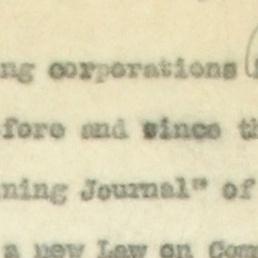 ng corporations
fore and since th
ning Journal" of
a new Law on Com